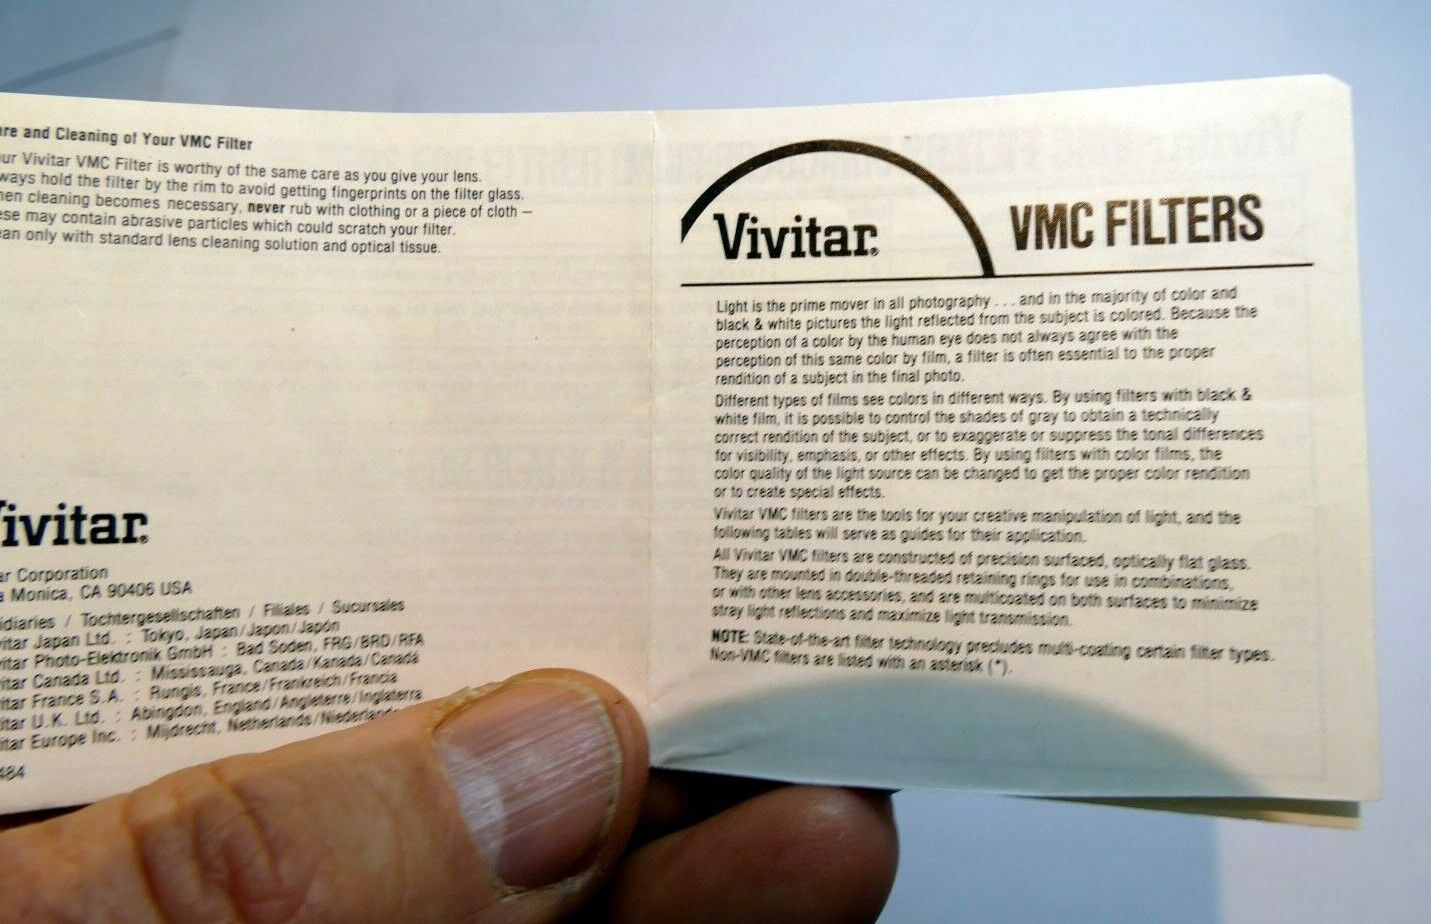 are and Cleaning of Your VMC Filter
ur Vivitar VMC Filter is worthy of the same care as you give your lens.
ways hold the filter by the rim to avoid getting fingerprints on the filter glass.
hen cleaning becomes necessary, never rub with clothing or a piece of cloth –
ese may contain abrasive particles which could scratch your filter.
ean only with standard lens cleaning solution and optical tissue.
Vivitar®
ar Corporation
a Monica, CA 90406 USA
idiaries / Tochtergesellschaften / Filiales / Sucursales
vitar Japan Ltd. : Tokyo, Japan/Japon/Japón
vitar Photo-Elektronik GmbH : Bad Soden, FRG/BRD/RFA
vitar Canada Ltd. : Mississauga, Canada/Kanada/Canadá
vitar France S.A. : Rungis, France/Frankreich/Francia
vitar U.K. Ltd. : Abingdon, England/Angleterre/Inglaterra
vitar Europe Inc. : Mijdrecht, Netherlands/Niederlande
484
Vivitar® VMC FILTERS
Light is the prime mover in all photography . . . and in the majority of color and
black & white pictures the light reflected from the subject is colored. Because the
perception of a color by the human eye does not always agree with the
perception of this same color by film, a filter is often essential to the proper
rendition of a subject in the final photo.
Different types of films see colors in different ways. By using filters with black &
white film, it is possible to control the shades of gray to obtain a technically
correct rendition of the subject, or to exaggerate or suppress the tonal differences
for visibility, emphasis, or other effects. By using filters with color films, the
color quality of the light source can be changed to get the proper color rendition
or to create special effects.
Vivitar VMC filters are the tools for your creative manipulation of light, and the
following tables will serve as guides for their application.
All Vivitar VMC filters are constructed of precision surfaced, optically flat glass.
They are mounted in double-threaded retaining rings for use in combinations,
or with other lens accessories, and are multicoated on both surfaces to minimize
stray light reflections and maximize light transmission.
NOTE: State-of-the-art filter technology precludes multi-coating certain filter types.
Non-VMC filters are listed with an asterisk (*).